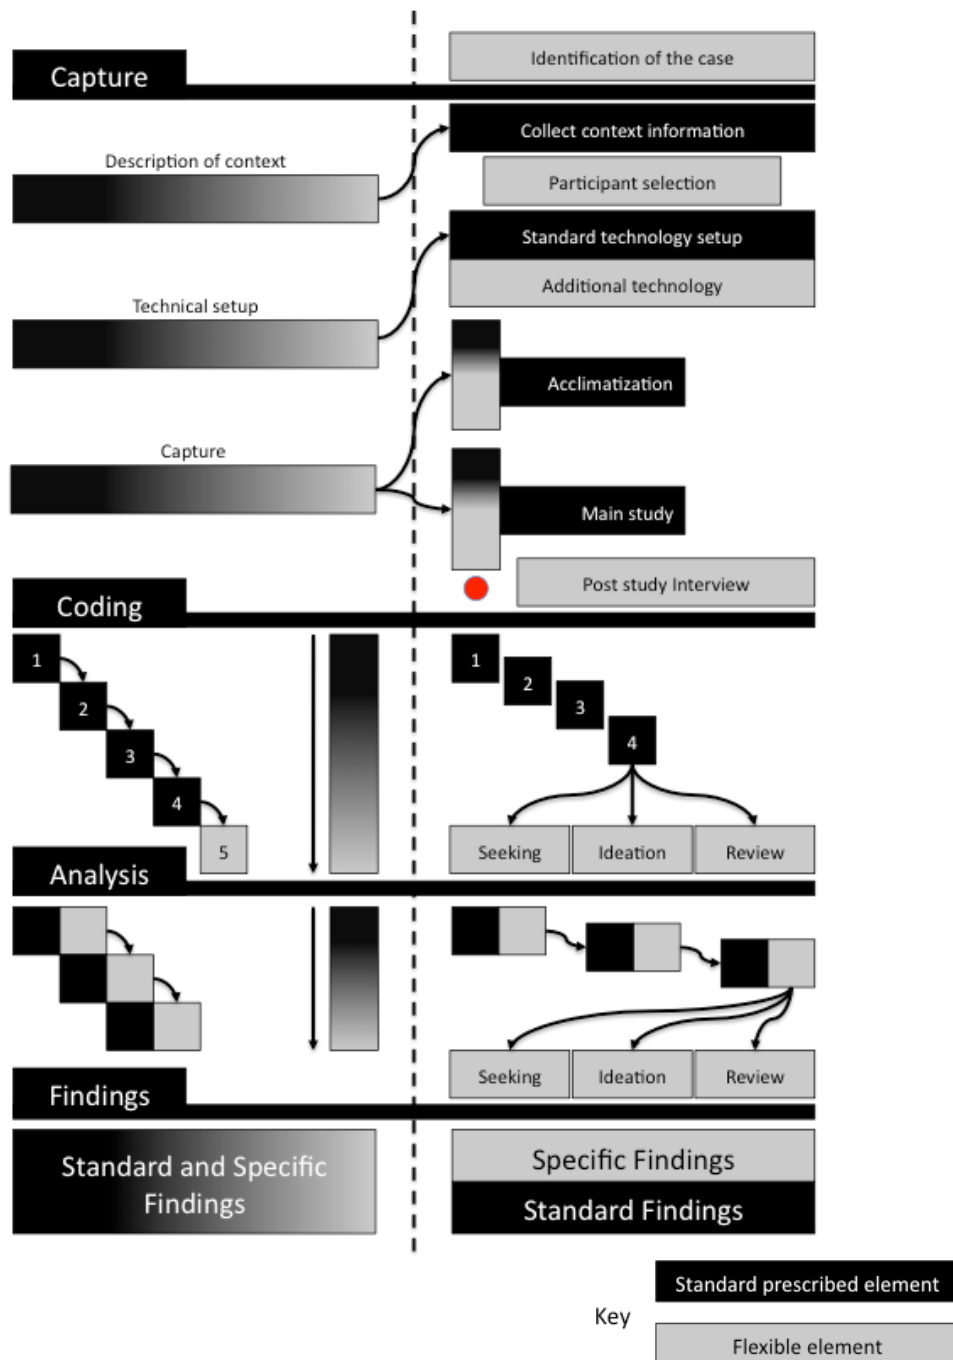 Identification of the case
Capture
Collect context information
Description of context
Participant selection
Standard technology setup
Additional technology
Technical setup
Acclimatization
Capture
Main study
Post study Interview
Coding
1
2
3
4
5
1
2
3
4
Seeking
Ideation
Review
Analysis
Seeking
Ideation
Review
Findings
Standard and Specific
Findings
Specific Findings
Standard Findings
Key
Standard prescribed element
Flexible element